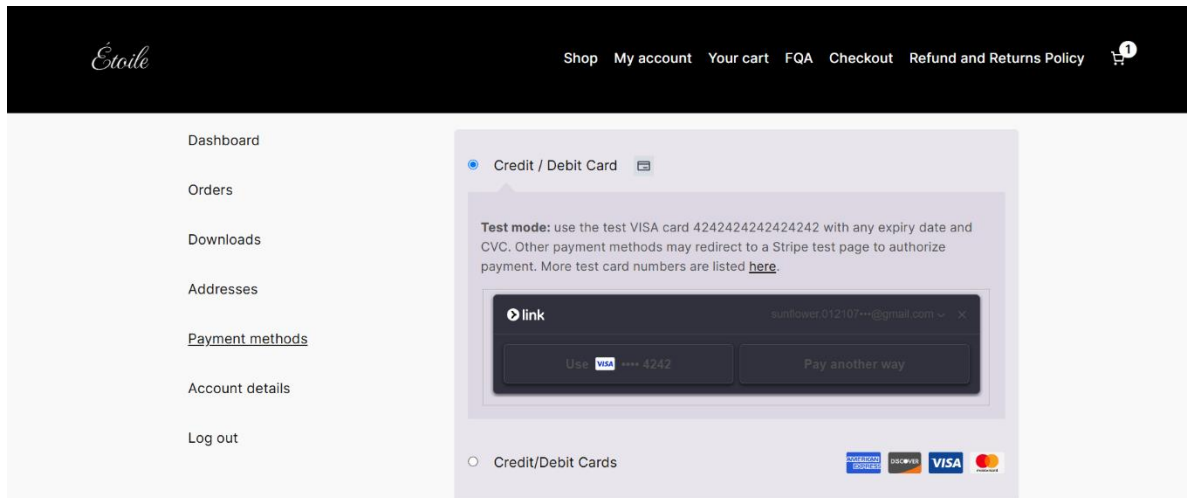 Étoile
Shop My account Your cart FQA Checkout Refund and Returns Policy 1
Dashboard
Orders
Downloads
Addresses
Payment methods
Account details
Log out
Credit / Debit Card
Test mode: use the test VISA card 4242424242424242 with any expiry date and
CVC. Other payment methods may redirect to a Stripe test page to authorize
payment. More test card numbers are listed here.
link sunflower.012107•••@gmail.com
Use VISA •••• 4242 Pay another way
Credit/Debit Cards AMERICAN EXPRESS DISCOVER VISA mastercard